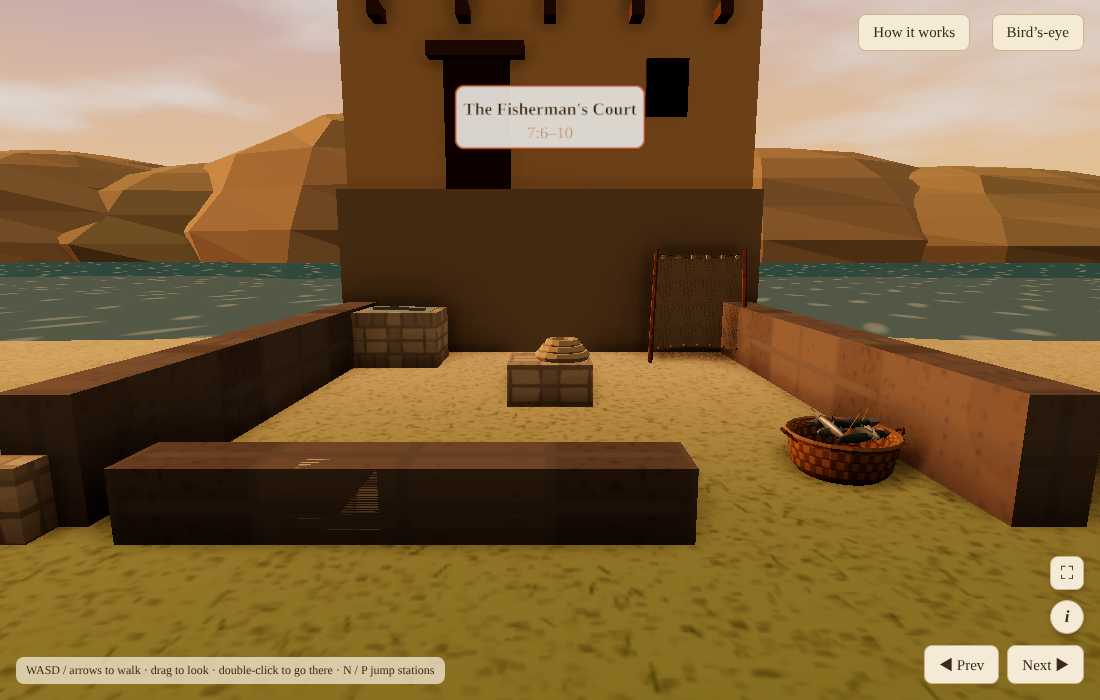 How it works
Bird's-eye
The Fisherman's Court
7:6–10
i
WASD / arrows to walk · drag to look · double-click to go there · N / P jump stations
◀ Prev
Next ▶